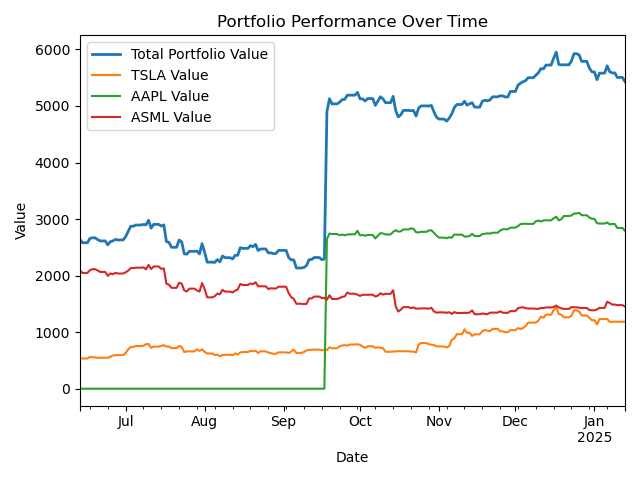 Portfolio Performance Over Time
Total Portfolio Value
TSLA Value
AAPL Value
ASML Value
Value
6000
5000
4000
3000
2000
1000
0
Jul Aug Sep Oct Nov Dec Jan
2025
Date